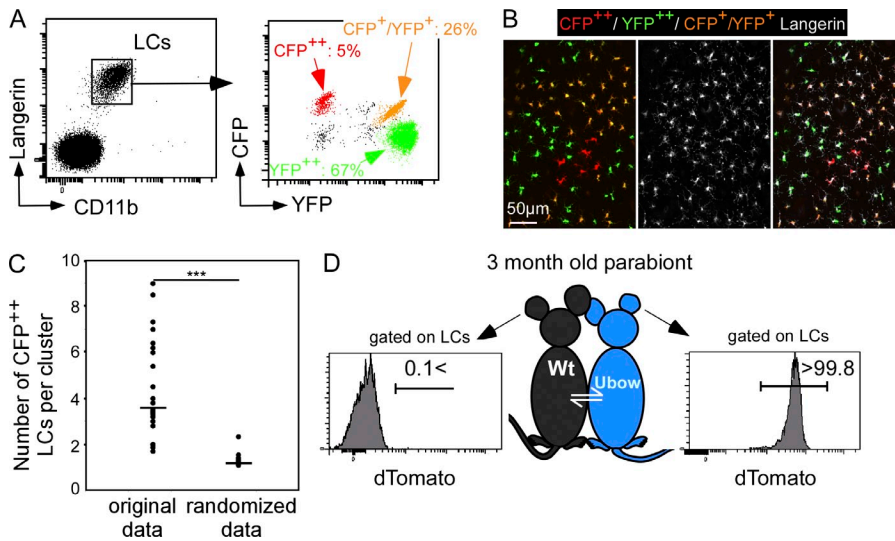 A
LCs
Langerin
CD11b
CFP++: 5%
CFP+/YFP+: 26%
YFP++: 67%
CFP
YFP
B
CFP++/ YFP++/ CFP+/YFP+ Langerin
50µm
C
Number of CFP++
LCs per cluster
10
8
6
4
2
0
***
original
data
randomized
data
D
3 month old parabiont
gated on LCs
0.1<
dTomato
Wt
Ubow
gated on LCs
>99.8
dTomato